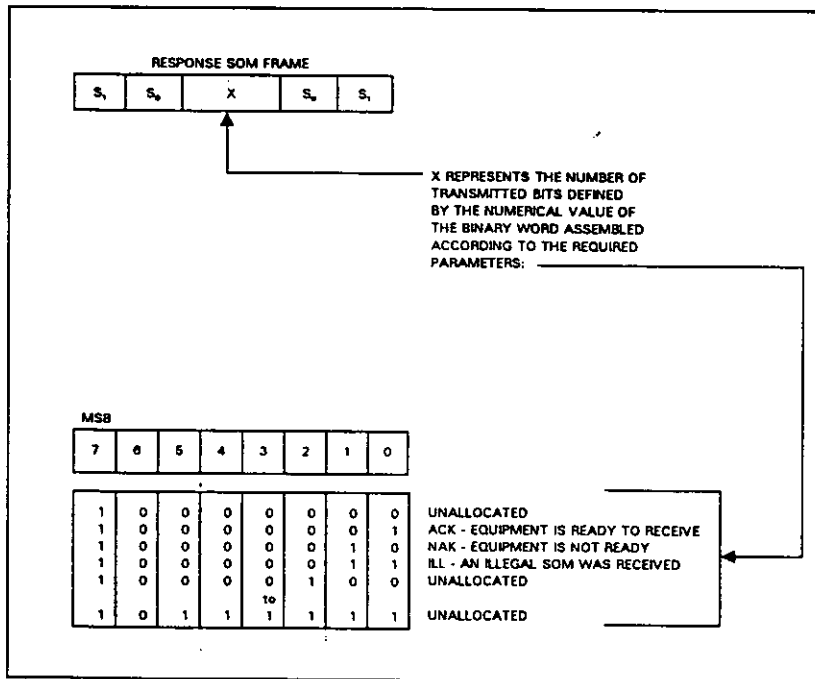 RESPONSE SOM FRAME
S₁ S₀ X S₀ S₁
X REPRESENTS THE NUMBER OF
TRANSMITTED BITS DEFINED
BY THE NUMERICAL VALUE OF
THE BINARY WORD ASSEMBLED
ACCORDING TO THE REQUIRED
PARAMETERS:
MSB
7 6 5 4 3 2 1 0
1 0 0 0 0 0 0 0 UNALLOCATED
1 0 0 0 0 0 0 1 ACK - EQUIPMENT IS READY TO RECEIVE
1 0 0 0 0 0 1 0 NAK - EQUIPMENT IS NOT READY
1 0 0 0 0 0 1 1 ILL - AN ILLEGAL SOM WAS RECEIVED
1 0 0 0 0 1 0 0 UNALLOCATED
to
1 0 1 1 1 1 1 1 UNALLOCATED